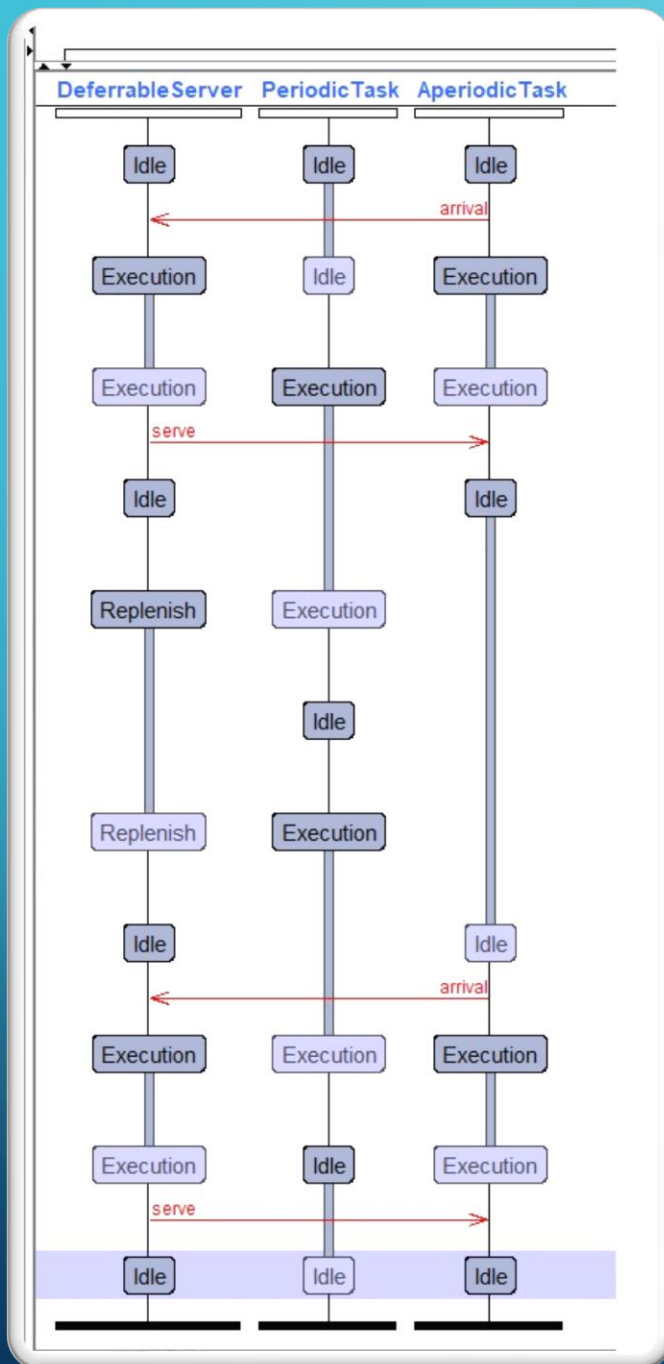 DeferrableServer PeriodicTask AperiodicTask
Idle Idle Idle
arrival
Execution Idle Execution
Execution Execution Execution
serve
Idle Idle
Replenish Execution
Idle
Replenish Execution
Idle Idle
arrival
Execution Execution Execution
Execution Idle Execution
serve
Idle Idle Idle